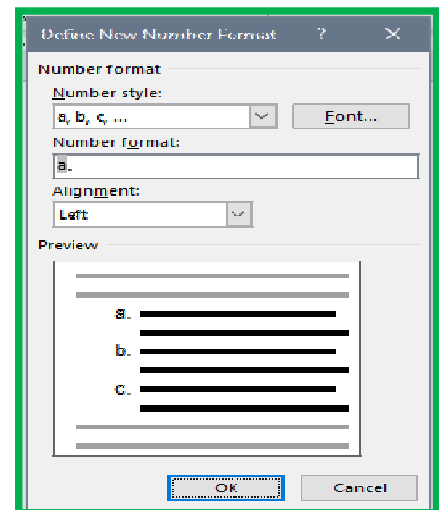 Define New Number Format ? ×
Number format
Number style:
a, b, c, ...
Font...
Number format:
a.
Alignment:
Left
Preview
a.
b.
c.
OK Cancel